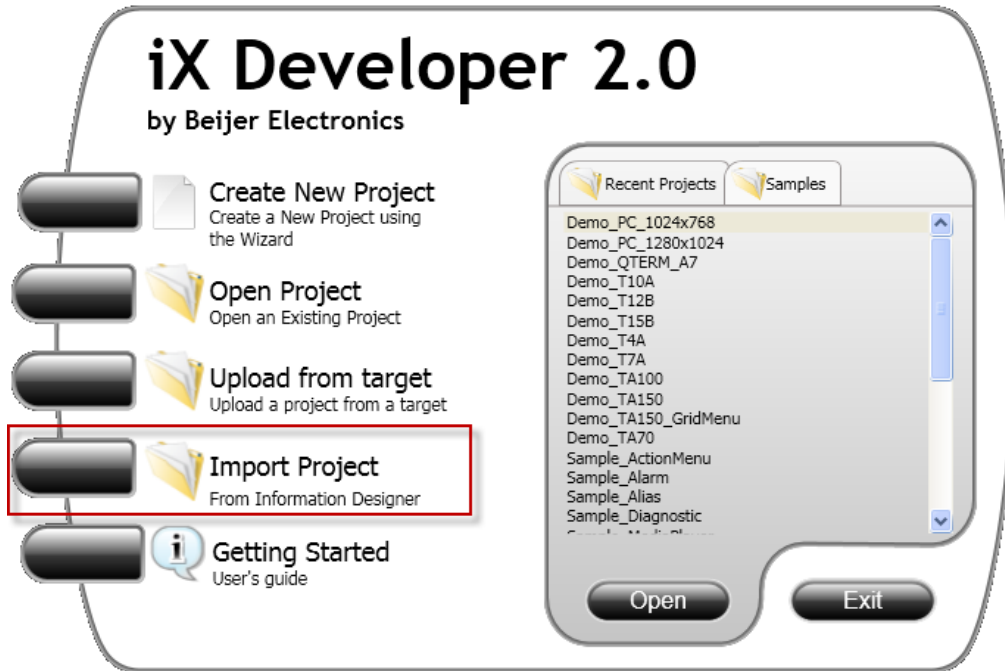 iX Developer 2.0
by Beijer Electronics
Create New Project
Create a New Project using
the Wizard
Open Project
Open an Existing Project
Upload from target
Upload a project from a target
Import Project
From Information Designer
Getting Started
User's guide
Recent Projects
Samples
Demo_PC_1024x768
Demo_PC_1280x1024
Demo_QTERM_A7
Demo_T10A
Demo_T12B
Demo_T15B
Demo_T4A
Demo_T7A
Demo_TA100
Demo_TA150
Demo_TA150_GridMenu
Demo_TA70
Sample_ActionMenu
Sample_Alarm
Sample_Alias
Sample_Diagnostic
Open
Exit